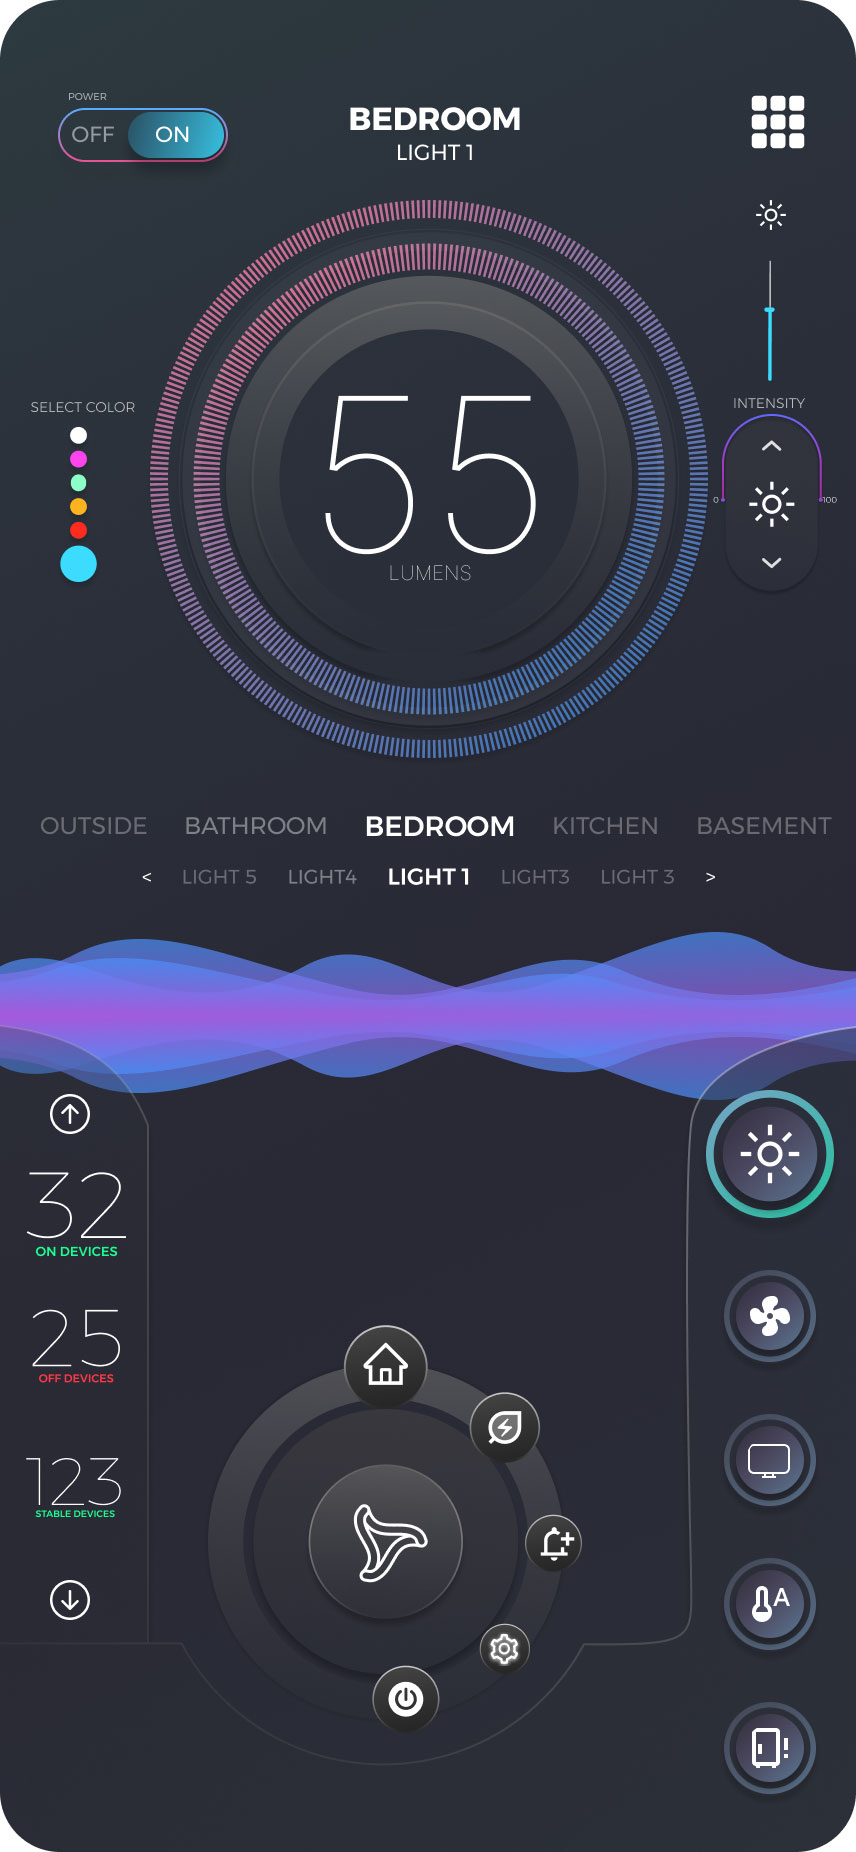 POWER
OFF ON
BEDROOM
LIGHT 1
SELECT COLOR
INTENSITY
0 100
55
LUMENS
OUTSIDE BATHROOM BEDROOM KITCHEN BASEMENT
< LIGHT 5 LIGHT4 LIGHT 1 LIGHT3 LIGHT 3 >
32
ON DEVICES
25
OFF DEVICES
123
STABLE DEVICES
A